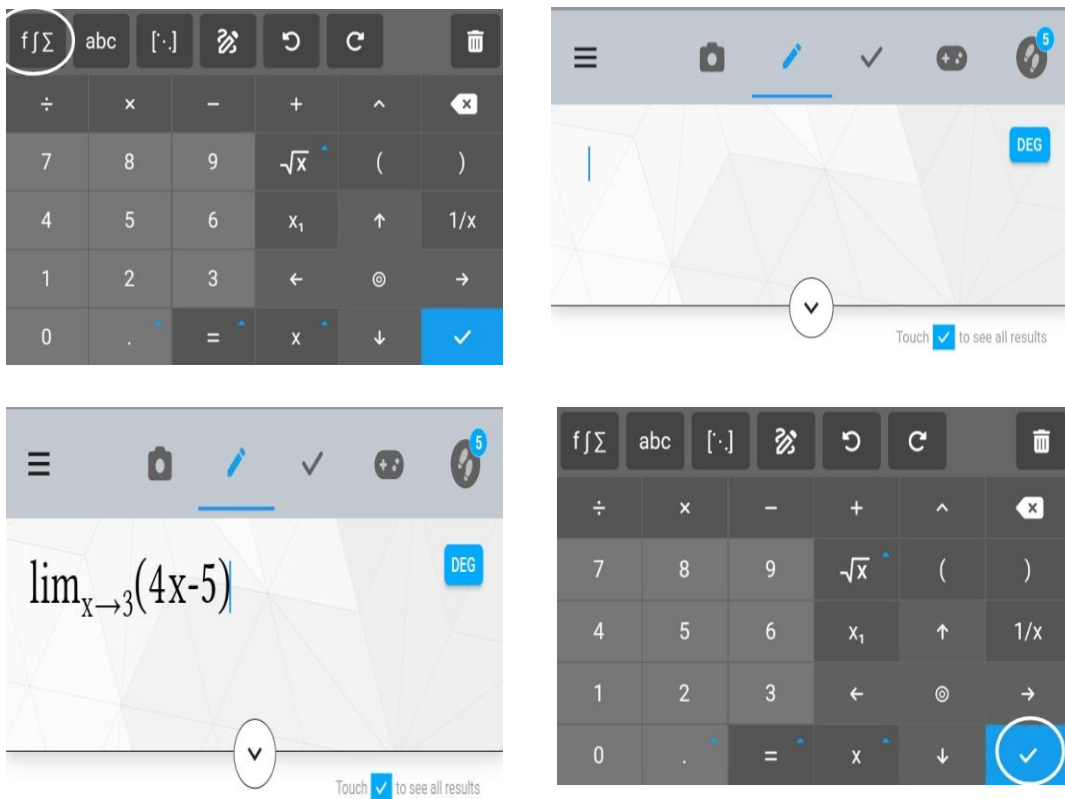 f∫Σ abc [⋱]
÷ × − + ^
7 8 9 √x ( )
4 5 6 x₁ ↑ 1/x
1 2 3 ← ◎ →
0 . = x ↓ ✓
5
DEG
Touch ✓ to see all results
5
DEG
lim x→3 (4x-5)
Touch ✓ to see all results
f∫Σ abc [⋱]
÷ × − + ^
7 8 9 √x ( )
4 5 6 x₁ ↑ 1/x
1 2 3 ← ◎ →
0 . = x ↓ ✓